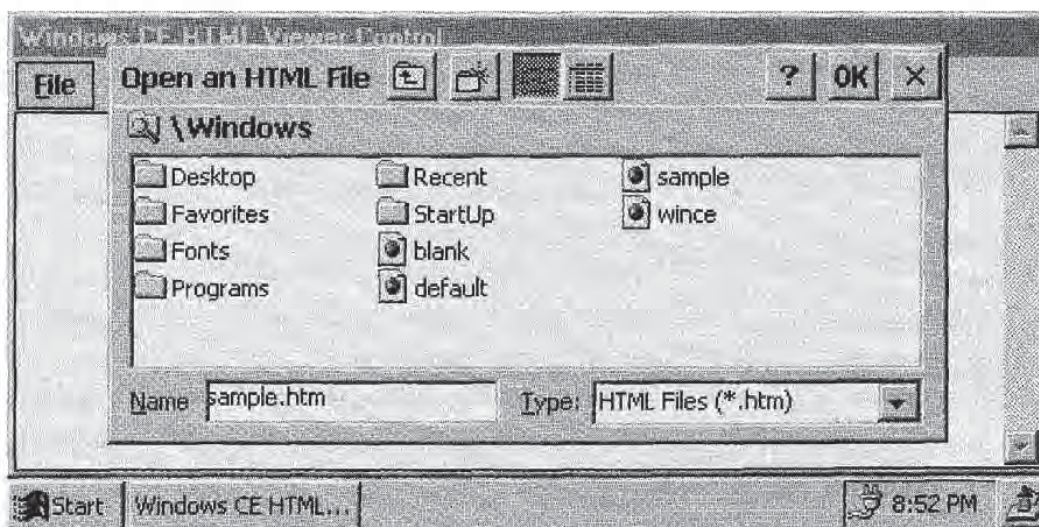 Windows CE HTML Viewer Control
File
Open an HTML File ? OK ×
\Windows
Desktop Recent sample
Favorites StartUp wince
Fonts blank
Programs default
Name sample.htm Type: HTML Files (*.htm)
Start Windows CE HTML... 8:52 PM